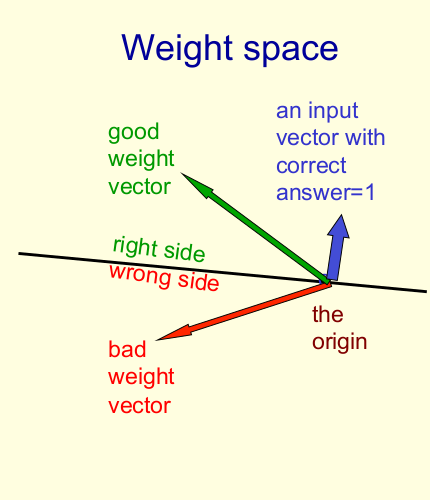 Weight space
an input
vector with
correct
answer=1
good
weight
vector
right side
wrong side
the
origin
bad
weight
vector